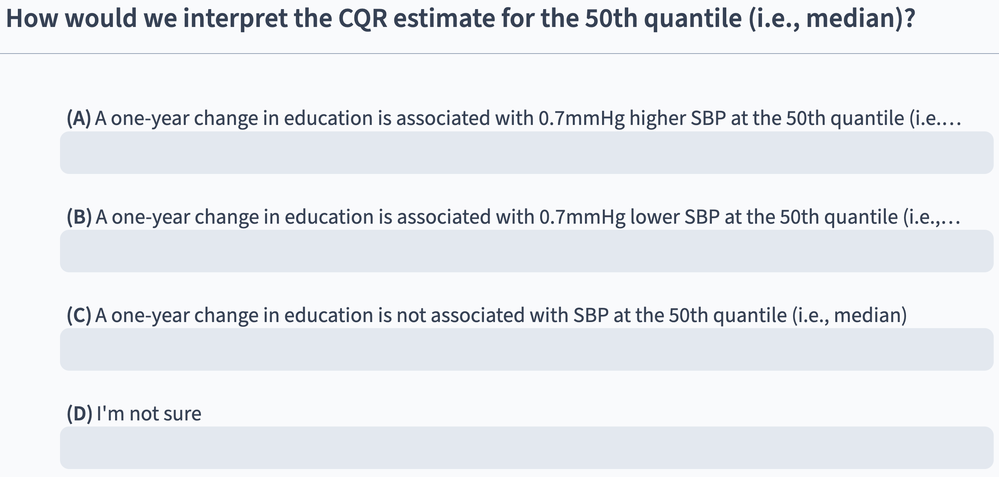 How would we interpret the CQR estimate for the 50th quantile (i.e., median)?
(A) A one-year change in education is associated with 0.7mmHg higher SBP at the 50th quantile (i.e.…
(B) A one-year change in education is associated with 0.7mmHg lower SBP at the 50th quantile (i.e.,…
(C) A one-year change in education is not associated with SBP at the 50th quantile (i.e., median)
(D) I'm not sure